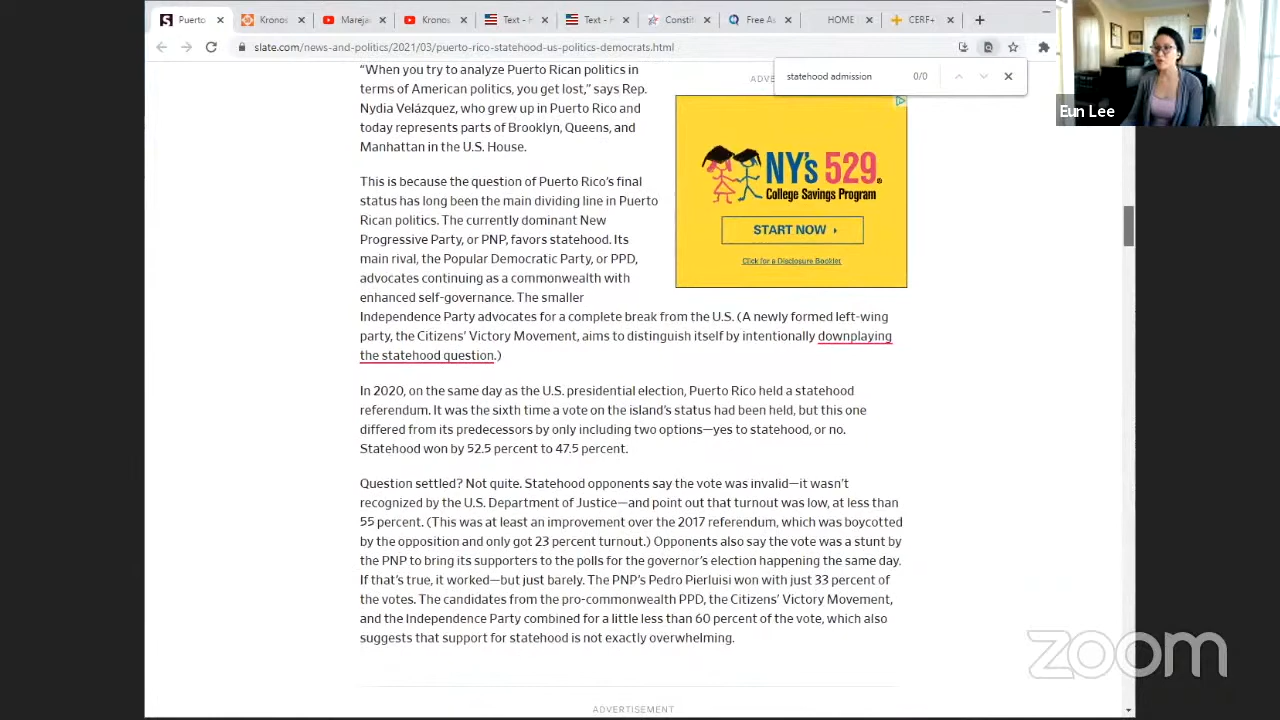 Puerto
Kronos
Mareja
Kronos
Text - H
Text - H
Constit
Free As
HOME
CERF+
slate.com/news-and-politics/2021/03/puerto-rico-statehood-us-politics-democrats.html
statehood admission 0/0
Eun Lee
"When you try to analyze Puerto Rican politics in
terms of American politics, you get lost," says Rep.
Nydia Velázquez, who grew up in Puerto Rico and
today represents parts of Brooklyn, Queens, and
Manhattan in the U.S. House.
This is because the question of Puerto Rico's final
status has long been the main dividing line in Puerto
Rican politics. The currently dominant New
Progressive Party, or PNP, favors statehood. Its
main rival, the Popular Democratic Party, or PPD,
advocates continuing as a commonwealth with
enhanced self-governance. The smaller
Independence Party advocates for a complete break from the U.S. (A newly formed left-wing
party, the Citizens' Victory Movement, aims to distinguish itself by intentionally downplaying
the statehood question.)
ADVE
NY's 529
College Savings Program
START NOW
Click for a Disclosure Booklet
In 2020, on the same day as the U.S. presidential election, Puerto Rico held a statehood
referendum. It was the sixth time a vote on the island's status had been held, but this one
differed from its predecessors by only including two options—yes to statehood, or no.
Statehood won by 52.5 percent to 47.5 percent.
Question settled? Not quite. Statehood opponents say the vote was invalid—it wasn't
recognized by the U.S. Department of Justice—and point out that turnout was low, at less than
55 percent. (This was at least an improvement over the 2017 referendum, which was boycotted
by the opposition and only got 23 percent turnout.) Opponents also say the vote was a stunt by
the PNP to bring its supporters to the polls for the governor's election happening the same day.
If that's true, it worked—but just barely. The PNP's Pedro Pierluisi won with just 33 percent of
the votes. The candidates from the pro-commonwealth PPD, the Citizens' Victory Movement,
and the Independence Party combined for a little less than 60 percent of the vote, which also
suggests that support for statehood is not exactly overwhelming.
zoom
ADVERTISEMENT